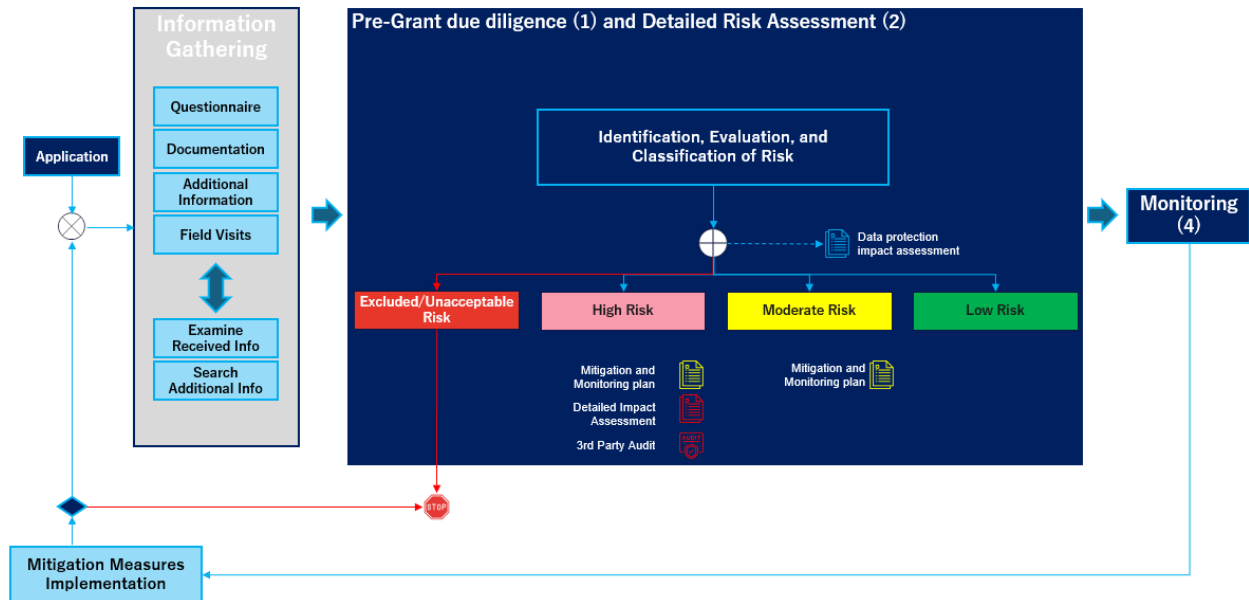 Information
Gathering
Questionnaire
Documentation
Additional
Information
Field Visits
Examine
Received Info
Search
Additional Info
Application
Pre-Grant due diligence (1) and Detailed Risk Assessment (2)
Identification, Evaluation, and
Classification of Risk
Data protection
impact assessment
Excluded/Unacceptable
Risk
High Risk
Moderate Risk
Low Risk
Mitigation and
Monitoring plan
Detailed Impact
Assessment
3rd Party Audit
AUDIT
Mitigation and
Monitoring plan
Monitoring
(4)
STOP
Mitigation Measures
Implementation